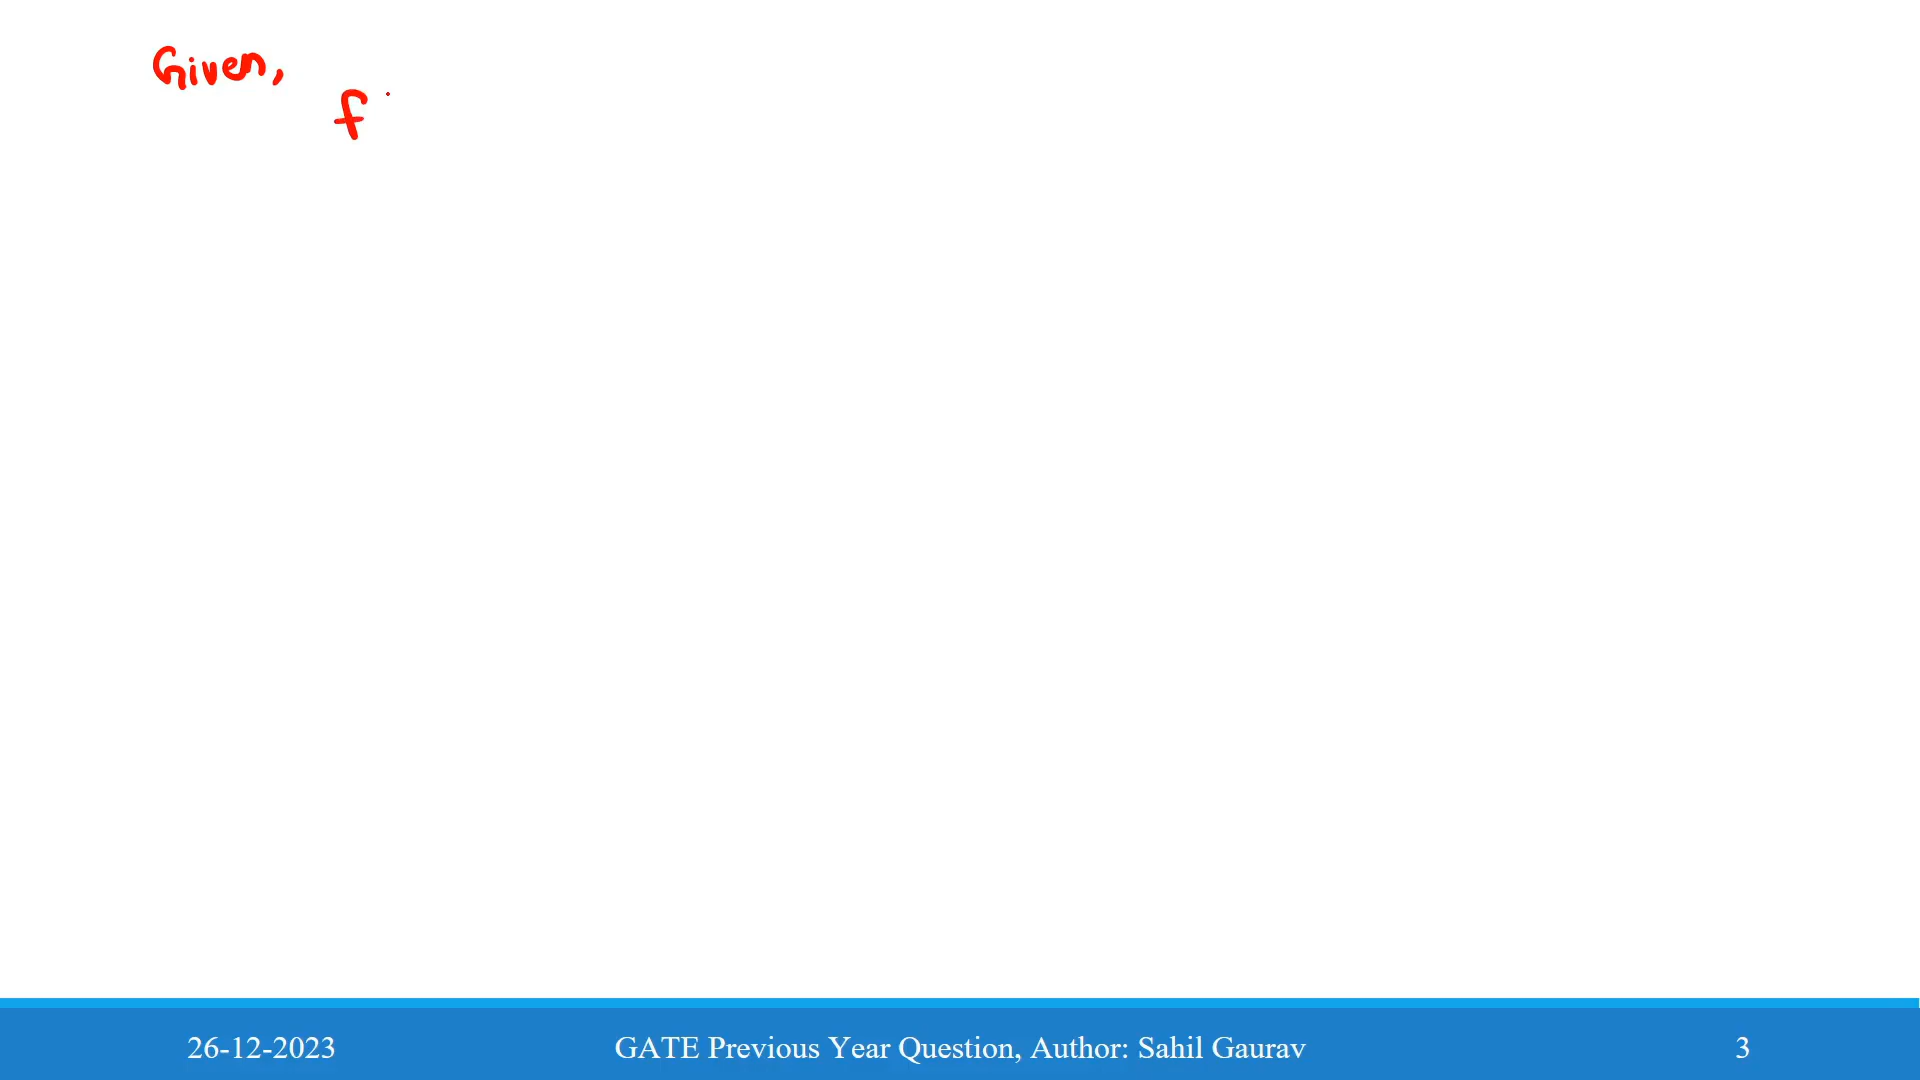 Given,
f
26-12-2023
GATE Previous Year Question, Author: Sahil Gaurav
3